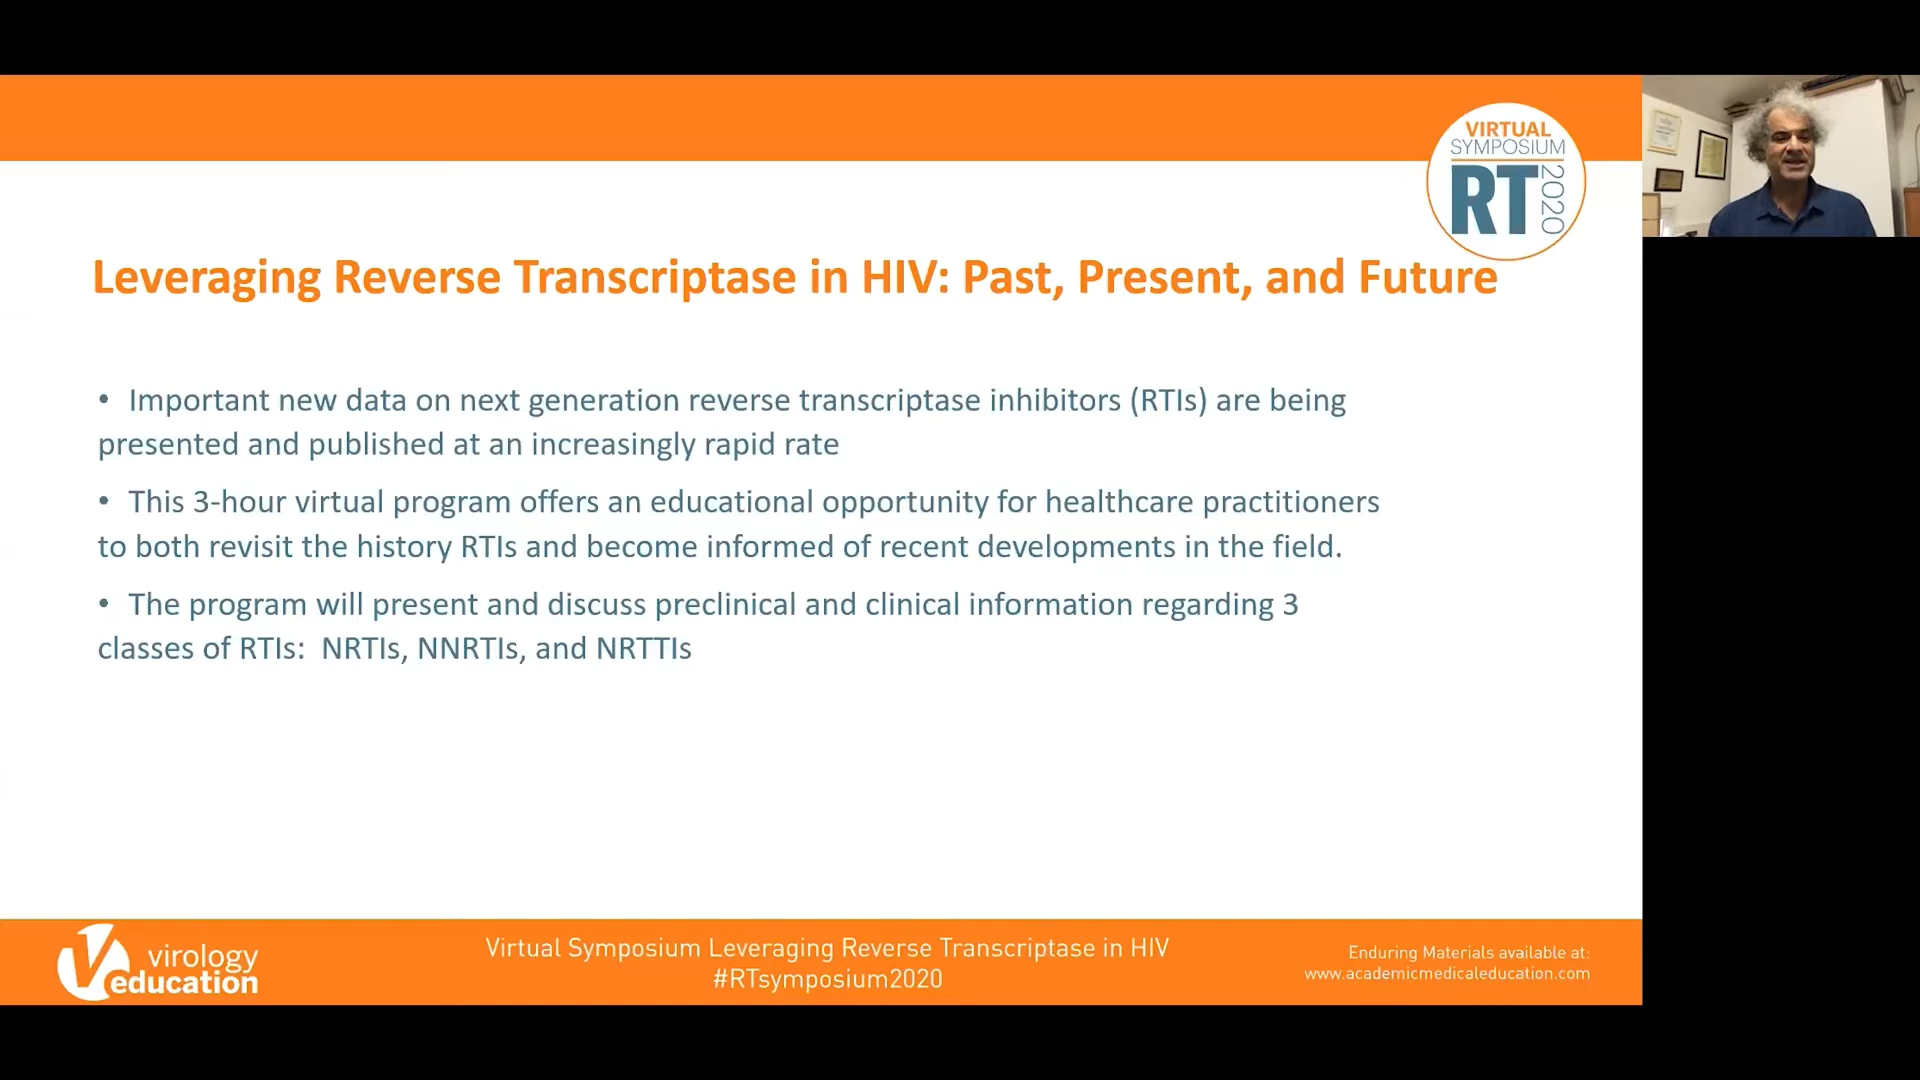 VIRTUAL
SYMPOSIUM
RT 2020
Leveraging Reverse Transcriptase in HIV: Past, Present, and Future
• Important new data on next generation reverse transcriptase inhibitors (RTIs) are being
presented and published at an increasingly rapid rate
• This 3-hour virtual program offers an educational opportunity for healthcare practitioners
to both revisit the history RTIs and become informed of recent developments in the field.
• The program will present and discuss preclinical and clinical information regarding 3
classes of RTIs:  NRTIs, NNRTIs, and NRTTIs
virology
education
Virtual Symposium Leveraging Reverse Transcriptase in HIV
#RTsymposium2020
Enduring Materials available at:
www.academicmedicaleducation.com